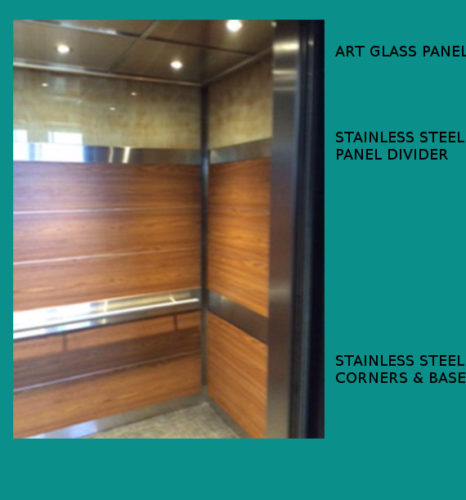 ART GLASS PANEL
STAINLESS STEEL
PANEL DIVIDER
STAINLESS STEEL
CORNERS & BASE